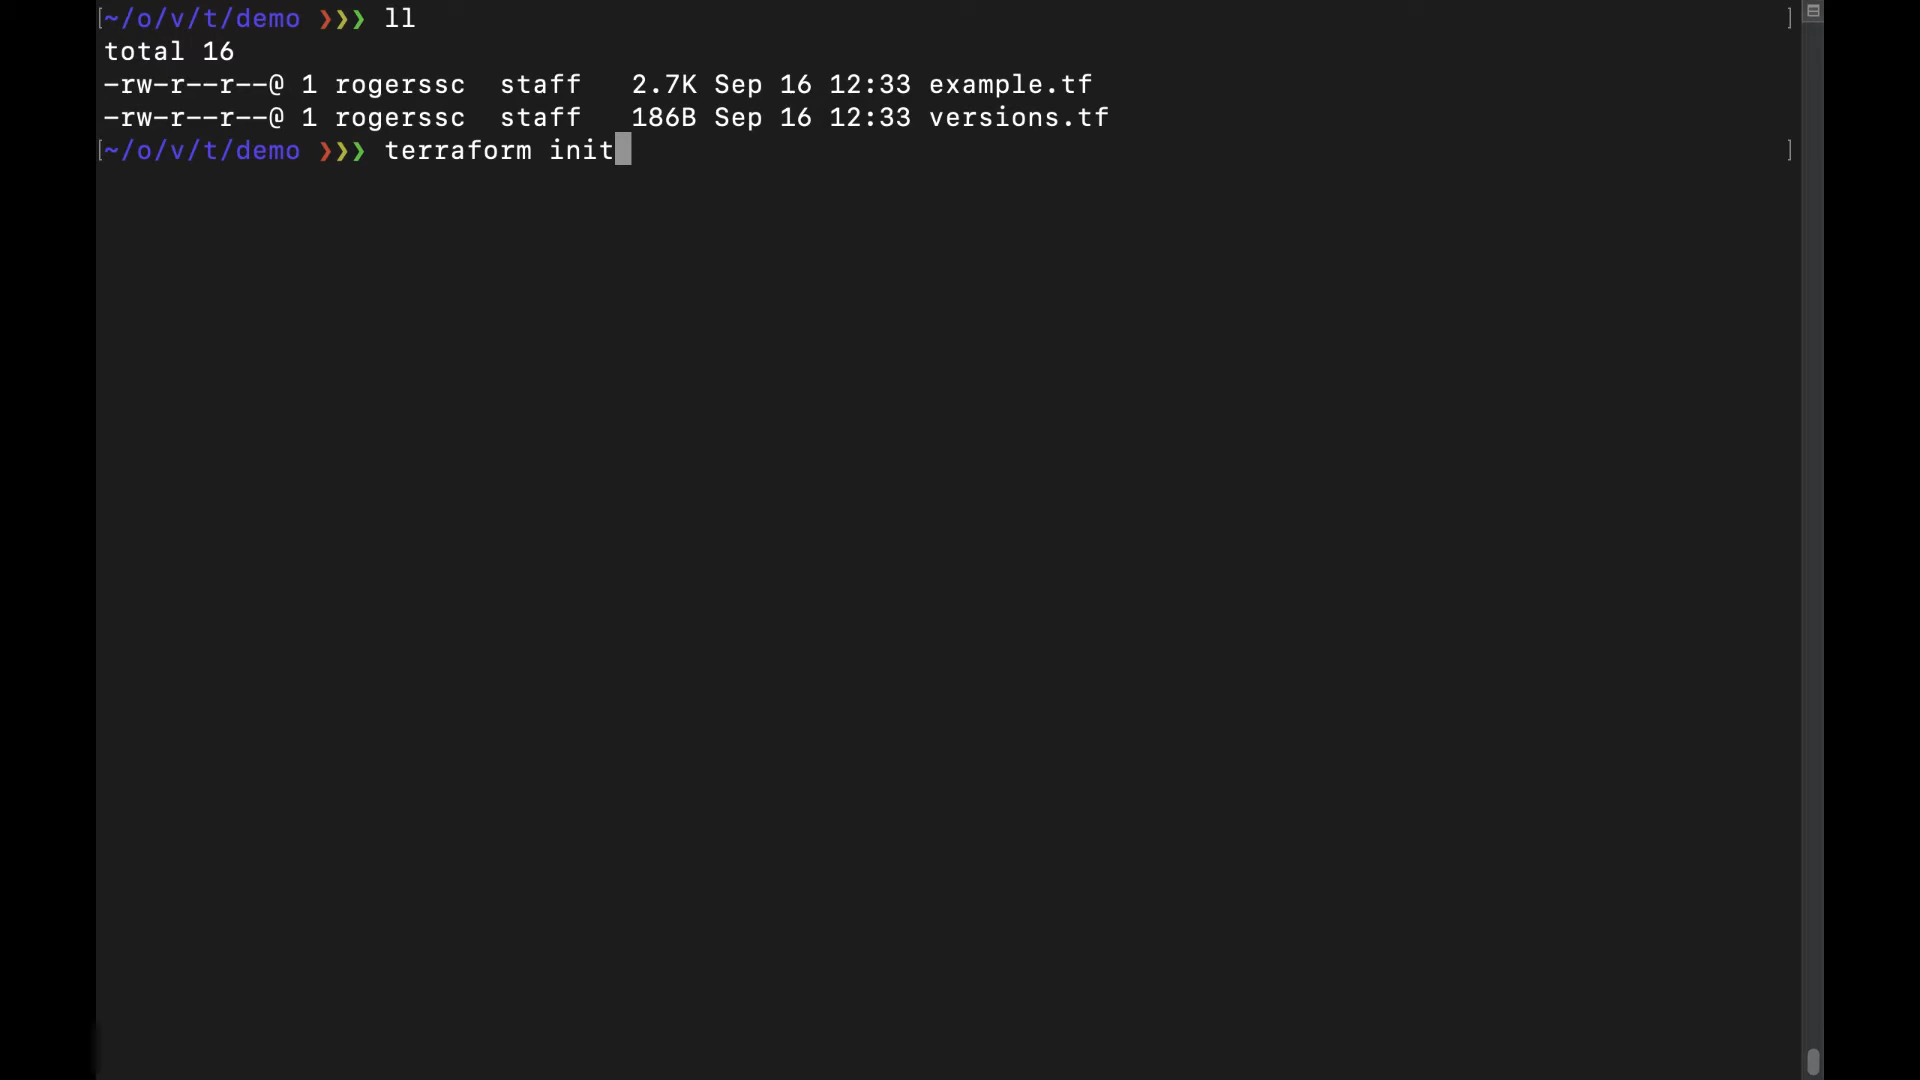 [~/o/v/t/demo ❯❯❯ ll ]
total 16
-rw-r--r--@ 1 rogerssc  staff   2.7K Sep 16 12:33 example.tf
-rw-r--r--@ 1 rogerssc  staff   186B Sep 16 12:33 versions.tf
[~/o/v/t/demo ❯❯❯ terraform init ]